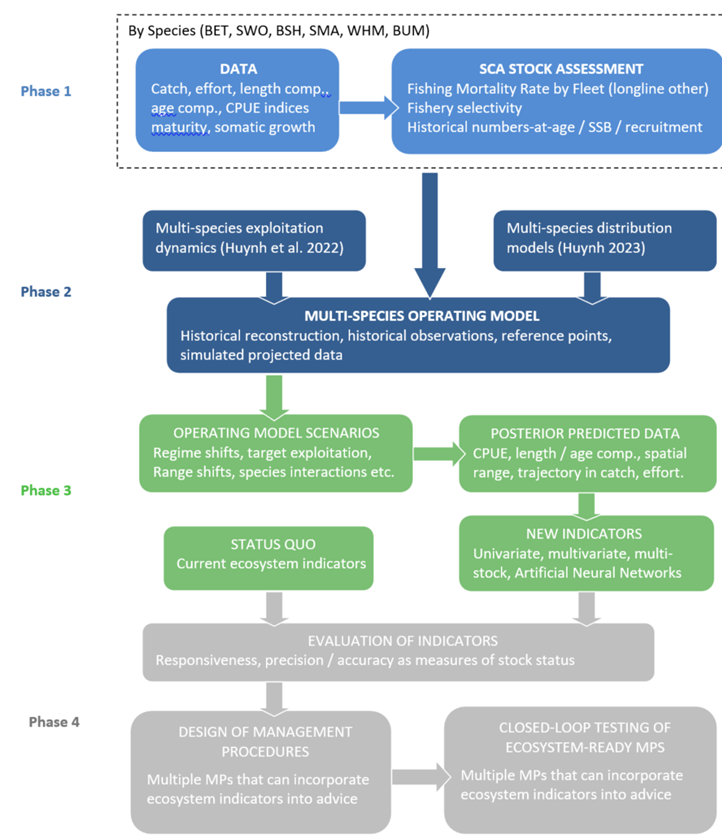 By Species (BET, SWO, BSH, SMA, WHM, BUM)
Phase 1
DATA
Catch, effort, length comp.,
age comp., CPUE indices
maturity, somatic growth
SCA STOCK ASSESSMENT
Fishing Mortality Rate by Fleet (longline other)
Fishery selectivity
Historical numbers-at-age / SSB / recruitment
Phase 2
Multi-species exploitation
dynamics (Huynh et al. 2022)
Multi-species distribution
models (Huynh 2023)
MULTI-SPECIES OPERATING MODEL
Historical reconstruction, historical observations, reference points,
simulated projected data
Phase 3
OPERATING MODEL SCENARIOS
Regime shifts, target exploitation,
Range shifts, species interactions etc.
POSTERIOR PREDICTED DATA
CPUE, length / age comp., spatial
range, trajectory in catch, effort.
STATUS QUO
Current ecosystem indicators
NEW INDICATORS
Univariate, multivariate, multi-
stock, Artificial Neural Networks
Phase 4
EVALUATION OF INDICATORS
Responsiveness, precision / accuracy as measures of stock status
DESIGN OF MANAGEMENT
PROCEDURES
Multiple MPs that can incorporate
ecosystem indicators into advice
CLOSED-LOOP TESTING OF
ECOSYSTEM-READY MPS
Multiple MPs that can incorporate
ecosystem indicators into advice